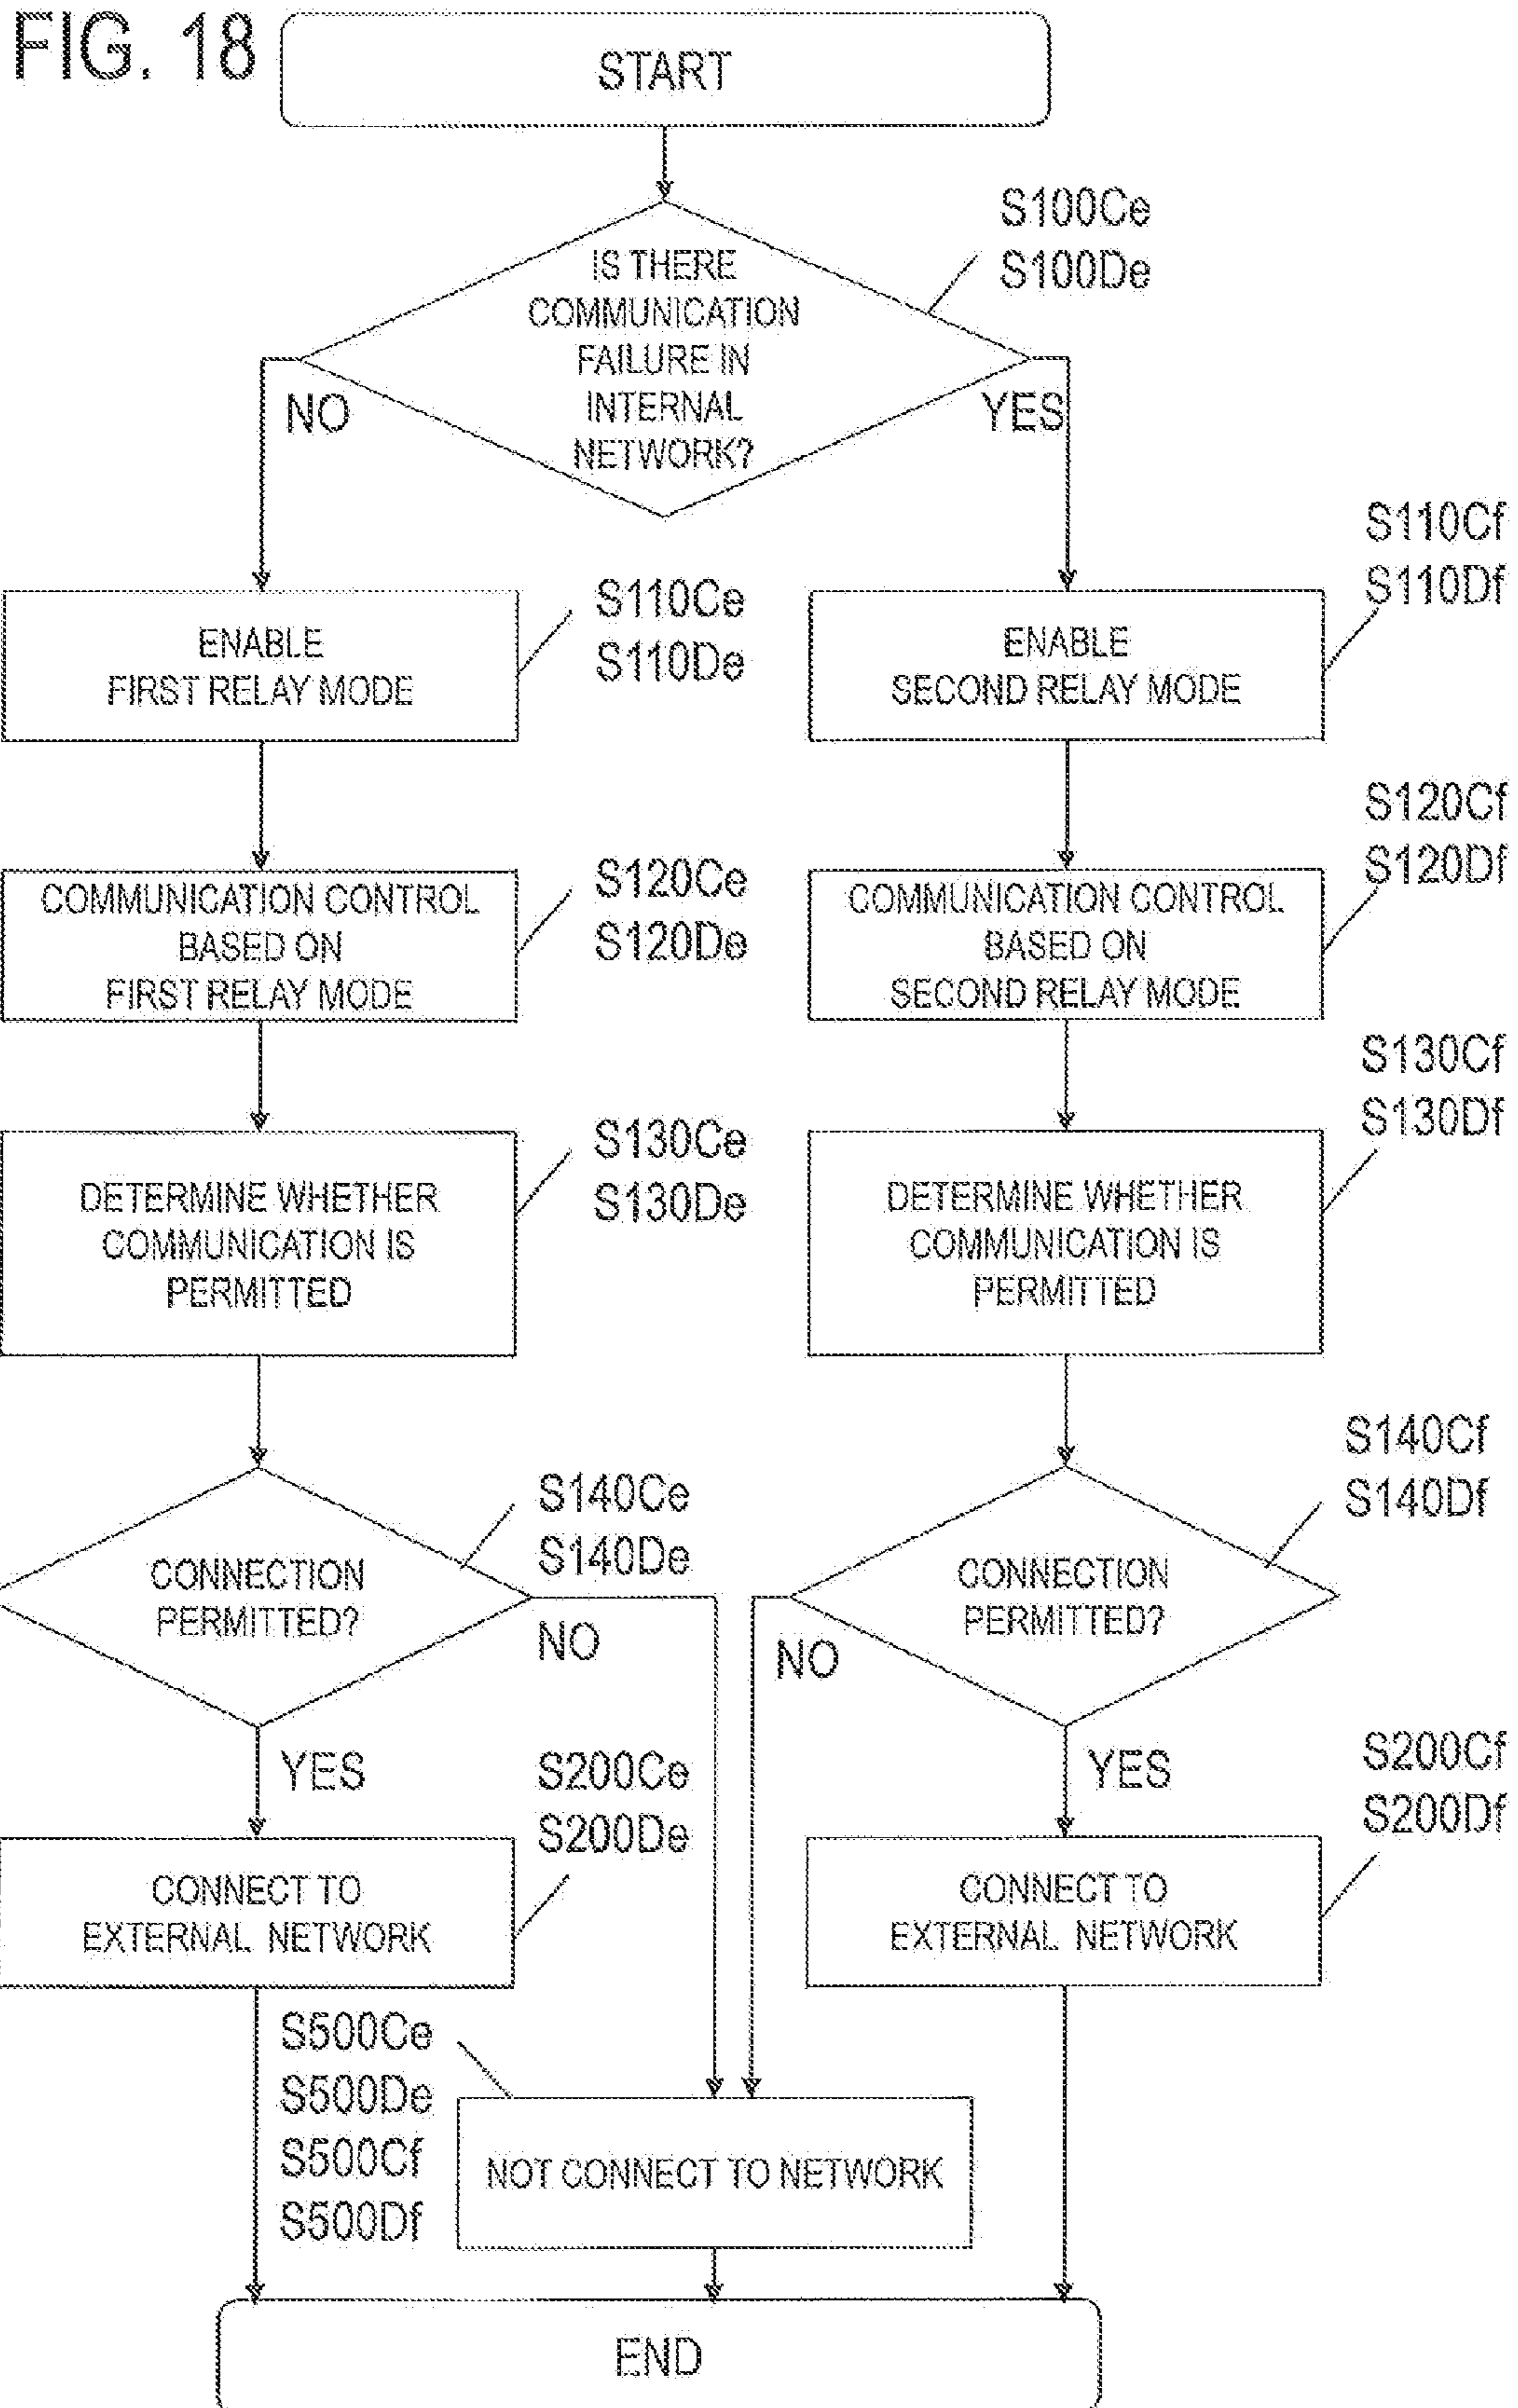 FIG. 18
START
S100Ce
S100De
IS THERE
COMMUNICATION
FAILURE IN
INTERNAL
NETWORK?
NO
YES
S110Ce
S110De
ENABLE
FIRST RELAY MODE
S110Cf
S110Df
ENABLE
SECOND RELAY MODE
S120Ce
S120De
COMMUNICATION CONTROL
BASED ON
FIRST RELAY MODE
S120Cf
S120Df
COMMUNICATION CONTROL
BASED ON
SECOND RELAY MODE
S130Ce
S130De
DETERMINE WHETHER
COMMUNICATION IS
PERMITTED
S130Cf
S130Df
DETERMINE WHETHER
COMMUNICATION IS
PERMITTED
S140Ce
S140De
CONNECTION
PERMITTED?
NO
YES
S140Cf
S140Df
CONNECTION
PERMITTED?
NO
YES
S200Ce
S200De
CONNECT TO
EXTERNAL NETWORK
S200Cf
S200Df
CONNECT TO
EXTERNAL NETWORK
S500Ce
S500De
S500Cf
S500Df
NOT CONNECT TO NETWORK
END